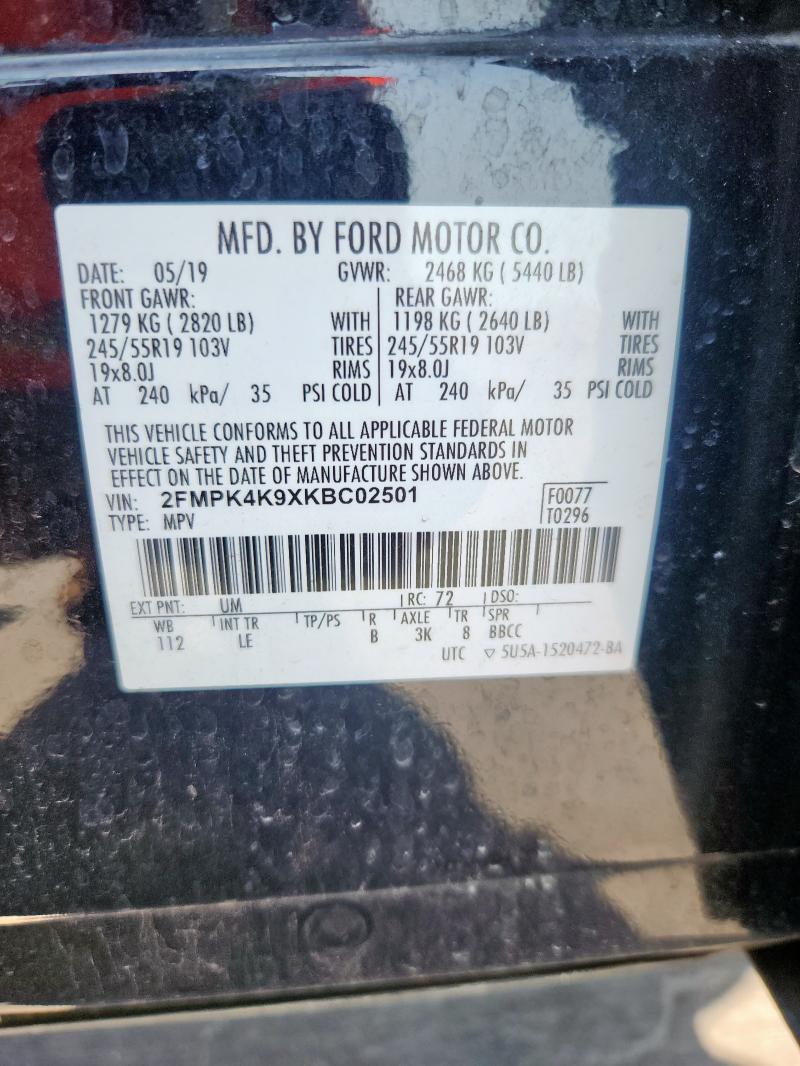 MFD. BY FORD MOTOR CO.
DATE: 05/19 GVWR: 2468 KG ( 5440 LB)
FRONT GAWR: REAR GAWR:
1279 KG ( 2820 LB) WITH 1198 KG ( 2640 LB) WITH
245/55R19 103V TIRES 245/55R19 103V TIRES
19x8.0J RIMS 19x8.0J RIMS
AT 240 kPa/ 35 PSI COLD AT 240 kPa/ 35 PSI COLD
THIS VEHICLE CONFORMS TO ALL APPLICABLE FEDERAL MOTOR
VEHICLE SAFETY AND THEFT PREVENTION STANDARDS IN
EFFECT ON THE DATE OF MANUFACTURE SHOWN ABOVE.
VIN: 2FMPK4K9XKBC02501 F0077
TYPE: MPV T0296
EXT PNT: UM RC: 72 DSO:
WB INT TR TP/PS R AXLE TR SPR
112 LE B 3K 8 BBCC
UTC ▽ 5U5A-1520472-BA